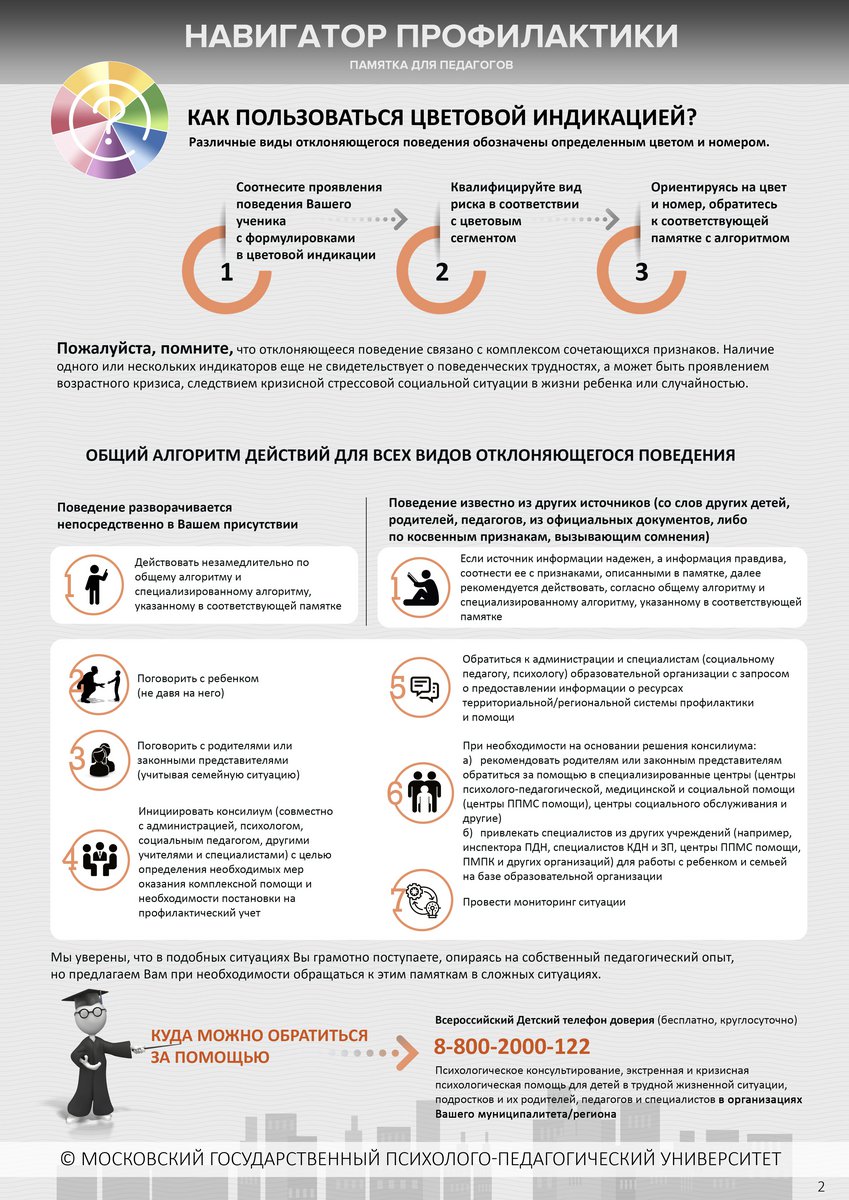 НАВИГАТОР ПРОФИЛАКТИКИ
ПАМЯТКА ДЛЯ ПЕДАГОГОВ
КАК ПОЛЬЗОВАТЬСЯ ЦВЕТОВОЙ ИНДИКАЦИЕЙ?
Различные виды отклоняющегося поведения обозначены определенным цветом и номером.
?
1
Соотнесите проявления
поведения Вашего
ученика
с формулировками
в цветовой индикации
2
Квалифицируйте вид
риска в соответствии
с цветовым
сегментом
3
Ориентируясь на цвет
и номер, обратитесь
к соответствующей
памятке с алгоритмом
Пожалуйста, помните, что отклоняющееся поведение связано с комплексом сочетающихся признаков. Наличие
одного или нескольких индикаторов еще не свидетельствует о поведенческих трудностях, а может быть проявлением
возрастного кризиса, следствием кризисной стрессовой социальной ситуации в жизни ребенка или случайностью.
ОБЩИЙ АЛГОРИТМ ДЕЙСТВИЙ ДЛЯ ВСЕХ ВИДОВ ОТКЛОНЯЮЩЕГОСЯ ПОВЕДЕНИЯ
Поведение разворачивается
непосредственно в Вашем присутствии
1
Действовать незамедлительно по
общему алгоритму и
специализированному алгоритму,
указанному в соответствующей памятке
Поведение известно из других источников (со слов других детей,
родителей, педагогов, из официальных документов, либо
по косвенным признакам, вызывающим сомнения)
1
Если источник информации надежен, а информация правдива,
соотнести ее с признаками, описанными в памятке, далее
рекомендуется действовать, согласно общему алгоритму и
специализированному алгоритму, указанному в соответствующей
памятке
2
Поговорить с ребенком
(не давя на него)
3
Поговорить с родителями или
законными представителями
(учитывая семейную ситуацию)
4
Инициировать консилиум (совместно
с администрацией, психологом,
социальным педагогом, другими
учителями и специалистами) с целью
определения необходимых мер
оказания комплексной помощи и
необходимости постановки на
профилактический учет
5
Обратиться к администрации и специалистам (социальному
педагогу, психологу) образовательной организации с запросом
о предоставлении информации о ресурсах
территориальной/региональной системы профилактики
и помощи
6
При необходимости на основании решения консилиума:
а) рекомендовать родителям или законным представителям
обратиться за помощью в специализированные центры (центры
психолого-педагогической, медицинской и социальной помощи
(центры ППМС помощи), центры социального обслуживания и
другие)
б) привлекать специалистов из других учреждений (например,
инспектора ПДН, специалистов КДН и ЗП, центры ППМС помощи,
ПМПК и других организаций) для работы с ребенком и семьей
на базе образовательной организации
7
Провести мониторинг ситуации
Мы уверены, что в подобных ситуациях Вы грамотно поступаете, опираясь на собственный педагогический опыт,
но предлагаем Вам при необходимости обращаться к этим памяткам в сложных ситуациях.
КУДА МОЖНО ОБРАТИТЬСЯ
ЗА ПОМОЩЬЮ
Всероссийский Детский телефон доверия (бесплатно, круглосуточно)
8-800-2000-122
Психологическое консультирование, экстренная и кризисная
психологическая помощь для детей в трудной жизненной ситуации,
подростков и их родителей, педагогов и специалистов в организациях
Вашего муниципалитета/региона
© МОСКОВСКИЙ ГОСУДАРСТВЕННЫЙ ПСИХОЛОГО-ПЕДАГОГИЧЕСКИЙ УНИВЕРСИТЕТ
2